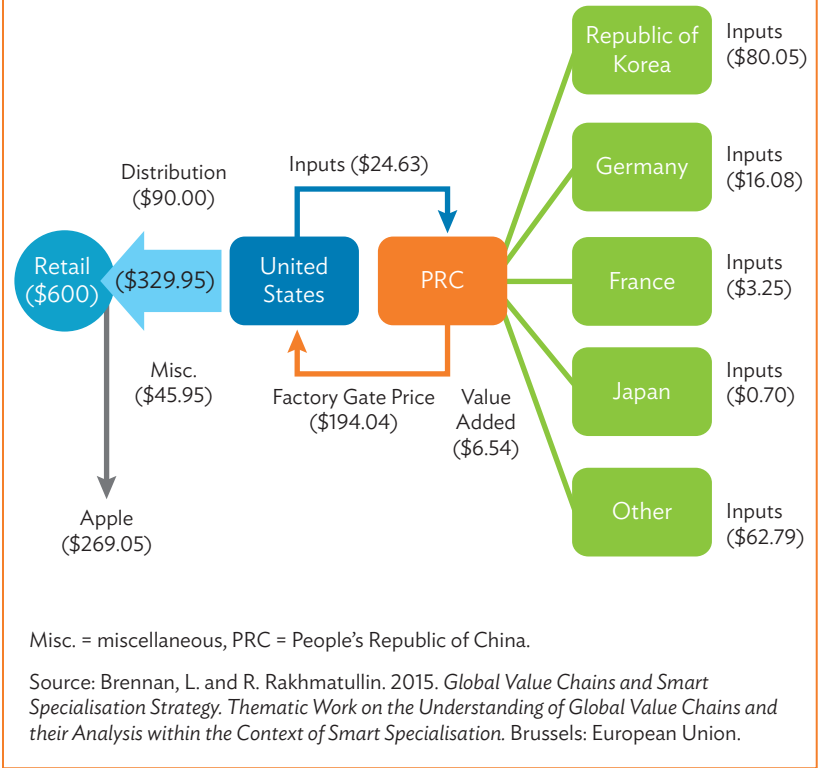 Republic of
Korea
Inputs
($80.05)
Inputs ($24.63)
Distribution
($90.00)
Germany
Inputs
($16.08)
Retail
($600)
($329.95)
United
States
PRC
France
Inputs
($3.25)
Misc.
($45.95)
Factory Gate Price
($194.04)
Value
Added
($6.54)
Japan
Inputs
($0.70)
Apple
($269.05)
Other
Inputs
($62.79)
Misc. = miscellaneous, PRC = People’s Republic of China.
Source: Brennan, L. and R. Rakhmatullin. 2015. Global Value Chains and Smart
Specialisation Strategy. Thematic Work on the Understanding of Global Value Chains and
their Analysis within the Context of Smart Specialisation. Brussels: European Union.